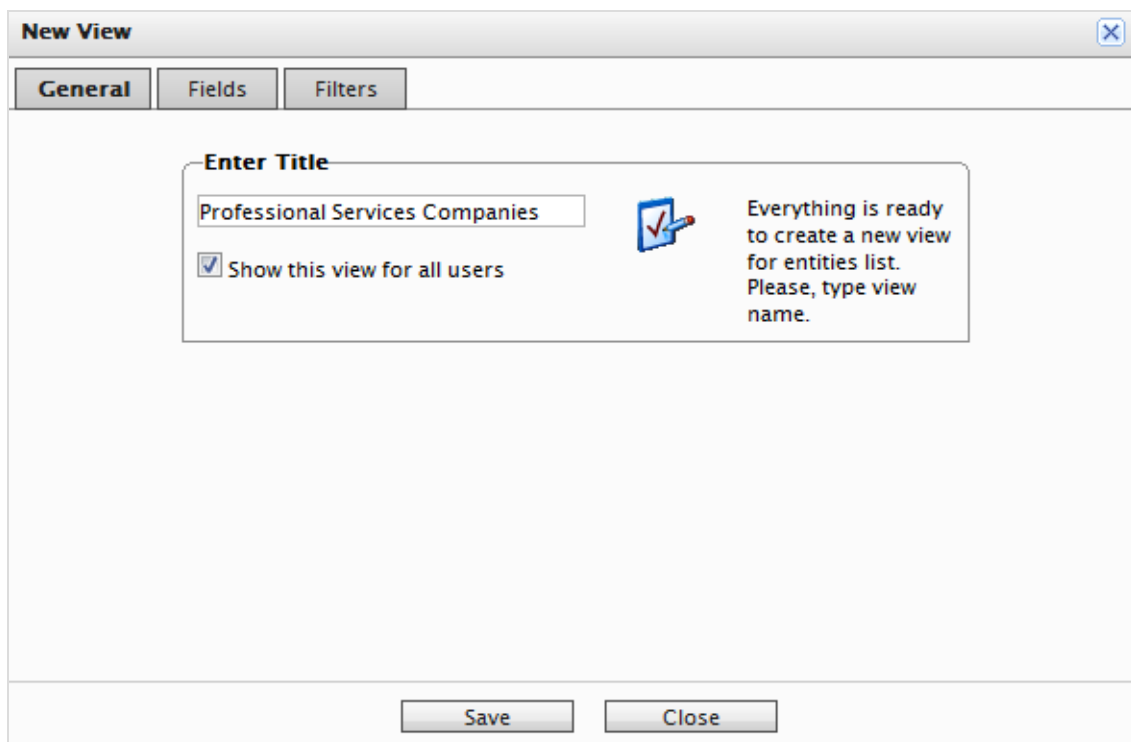 New View
General
Fields
Filters
Enter Title
Professional Services Companies
Show this view for all users
Everything is ready
to create a new view
for entities list.
Please, type view
name.
Save
Close